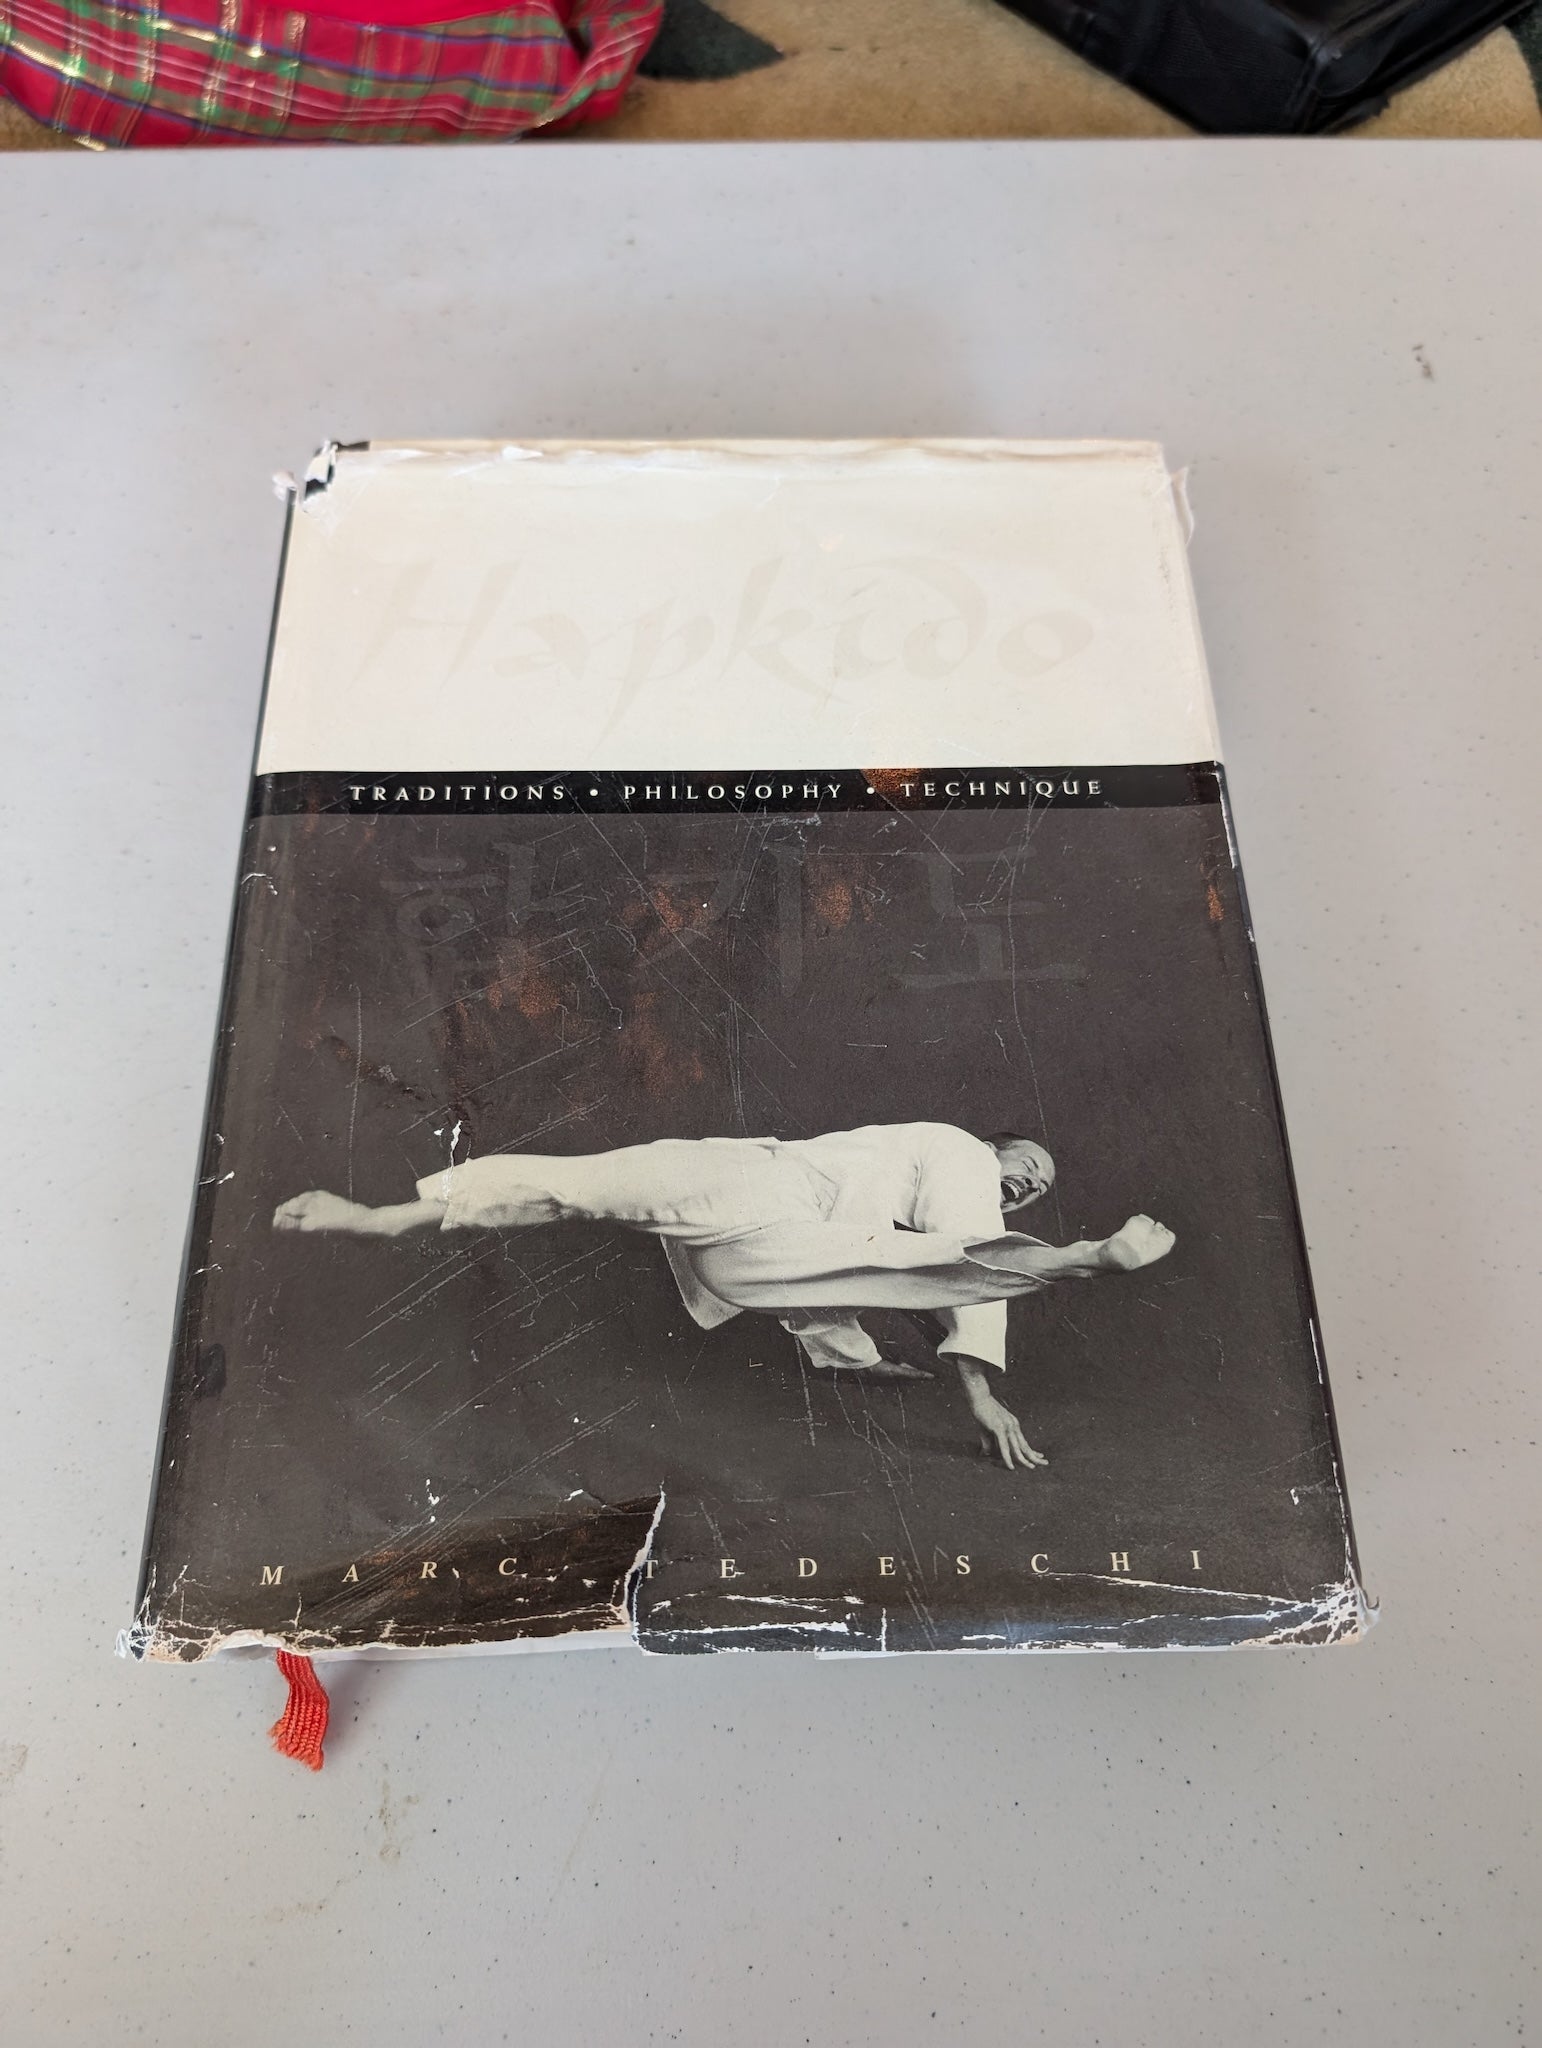 Hapkido
TRADITIONS • PHILOSOPHY • TECHNIQUE
합기도
MARC TEDESCHI